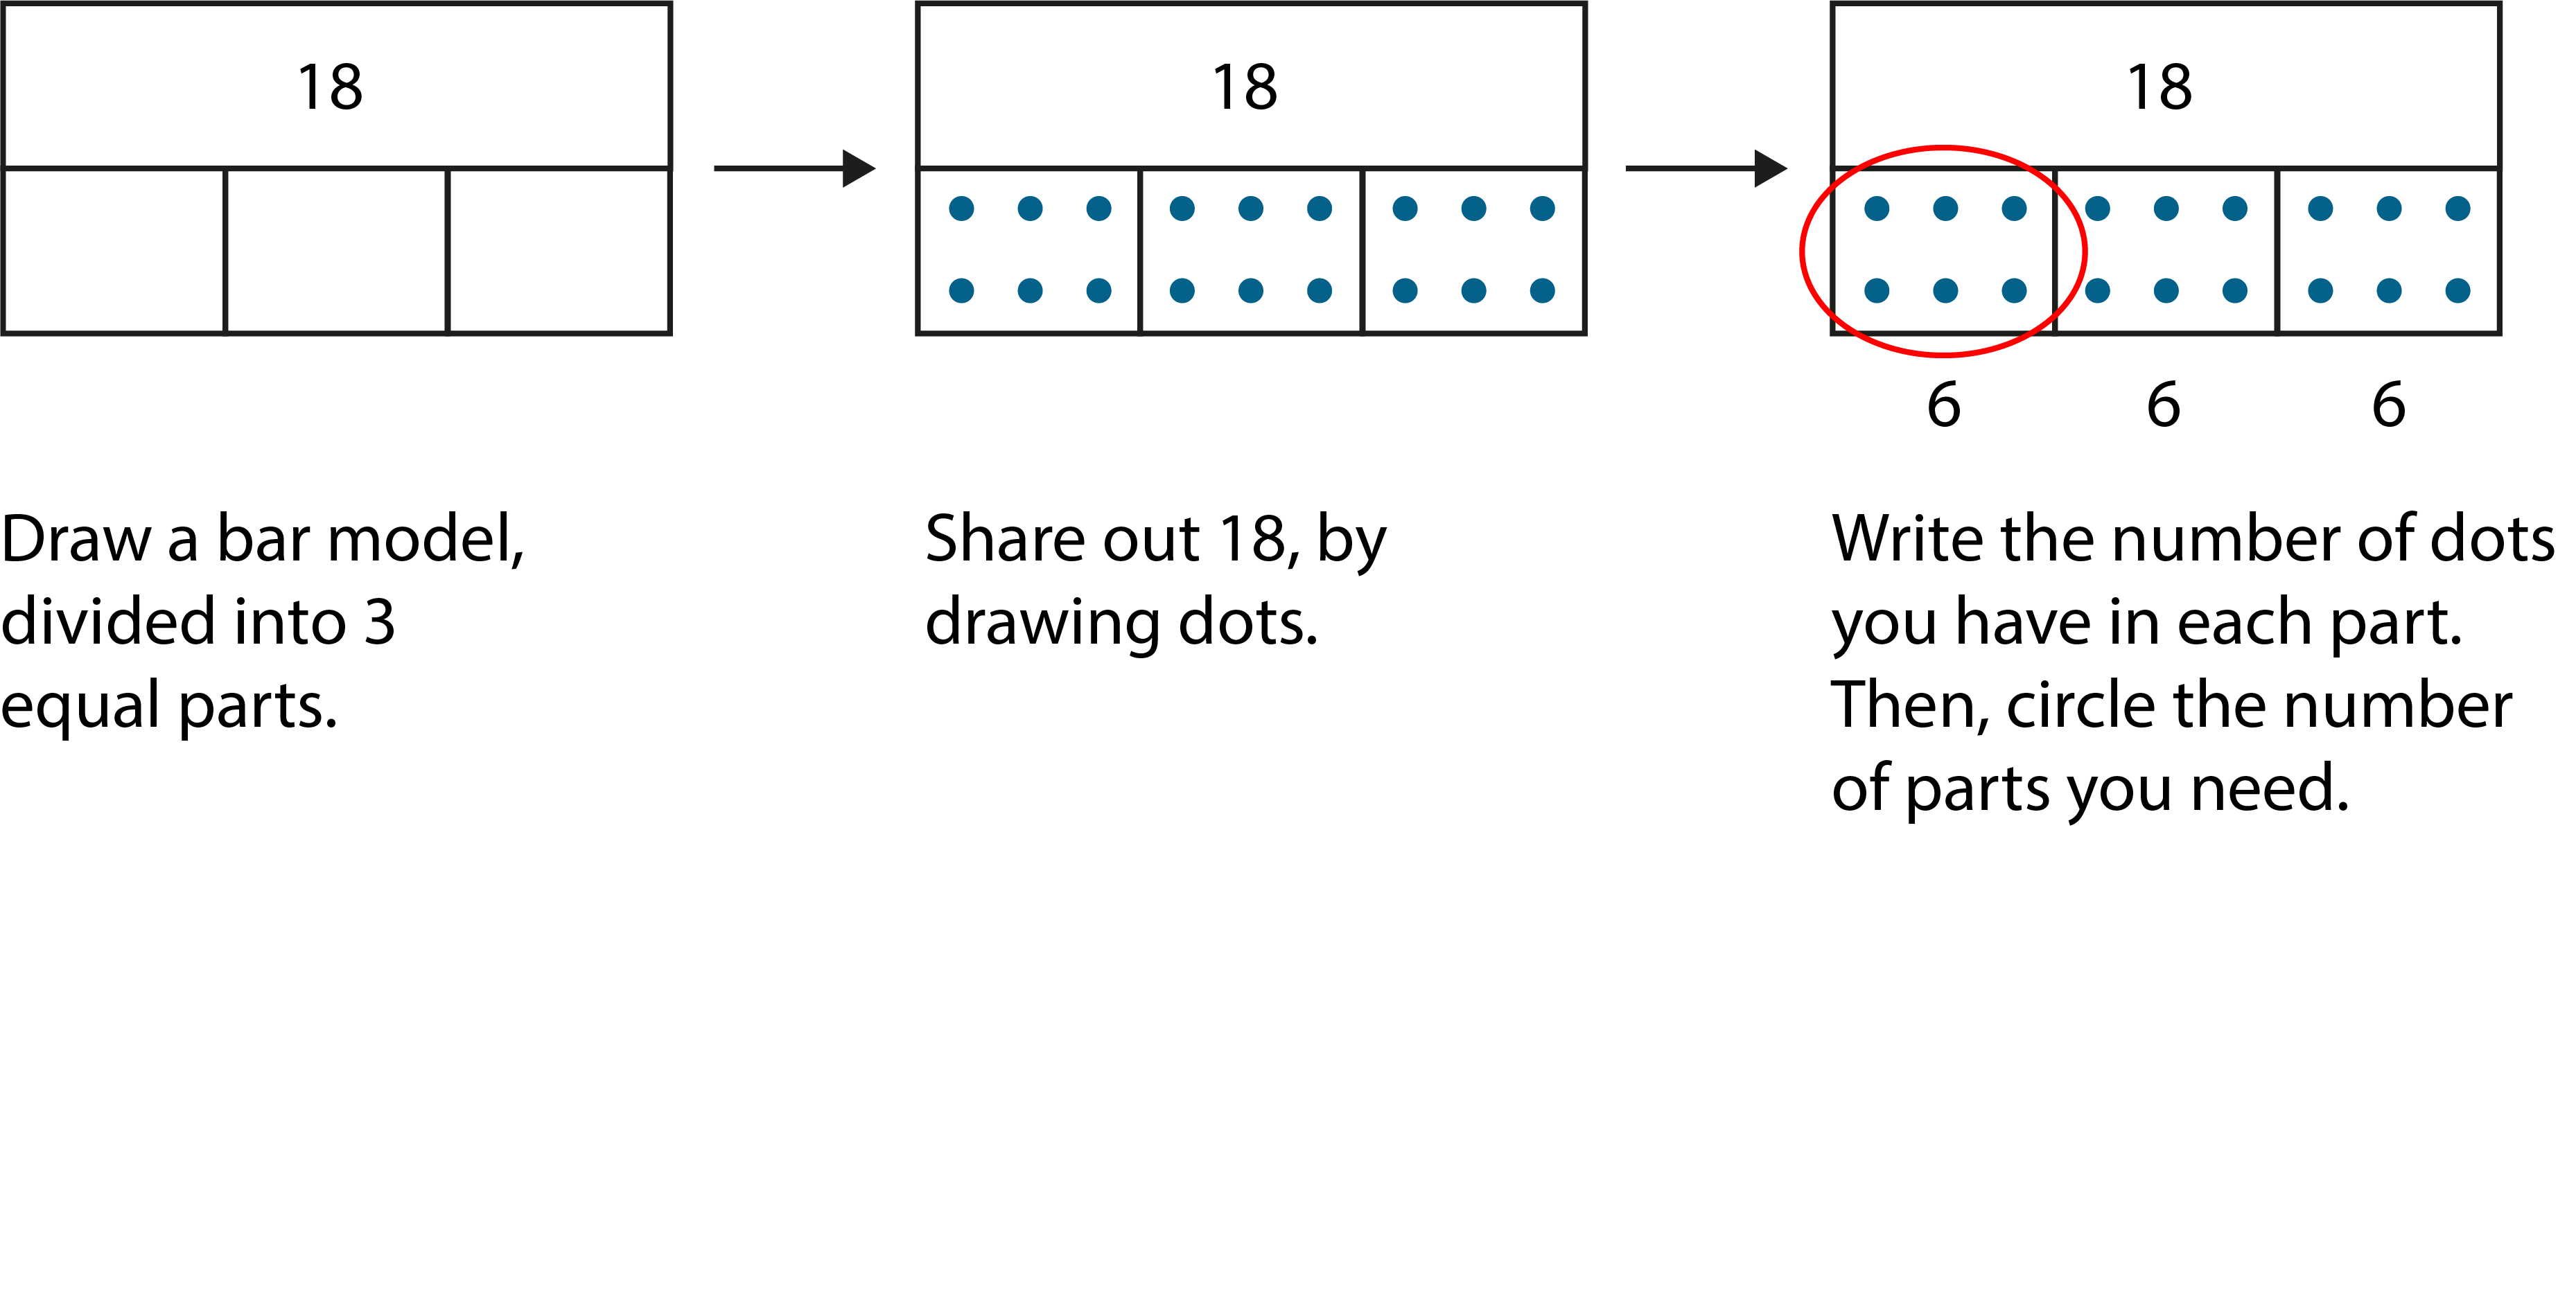 18
18
18
6 6 6
Draw a bar model,
divided into 3
equal parts.
Share out 18, by
drawing dots.
Write the number of dots
you have in each part.
Then, circle the number
of parts you need.